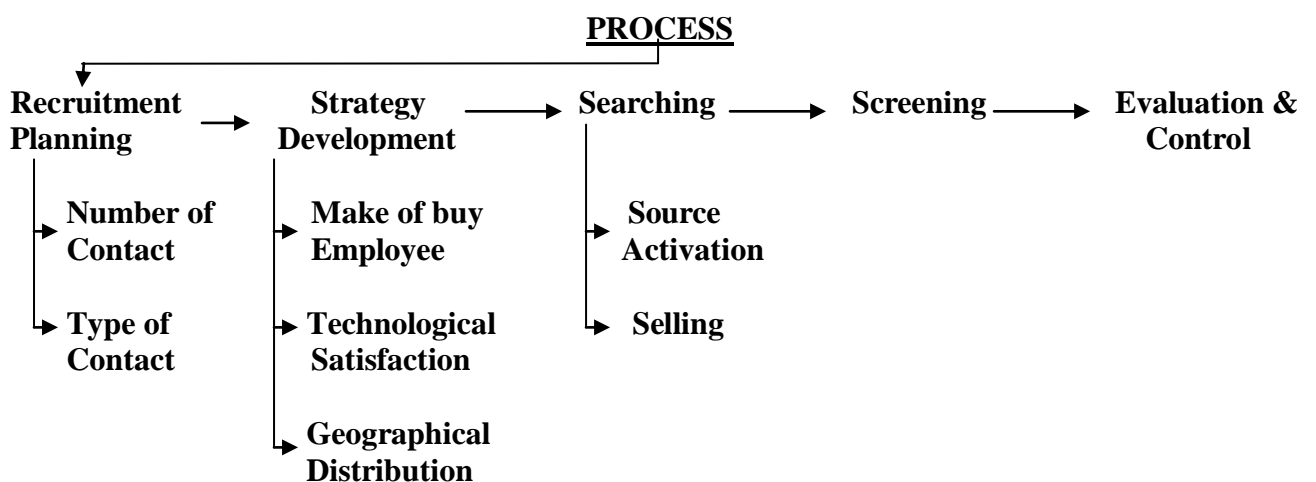 PROCESS
Recruitment
Planning
Strategy
Development
Searching
Screening
Evaluation &
Control
Number of
Contact
Type of
Contact
Make of buy
Employee
Technological
Satisfaction
Geographical
Distribution
Source
Activation
Selling